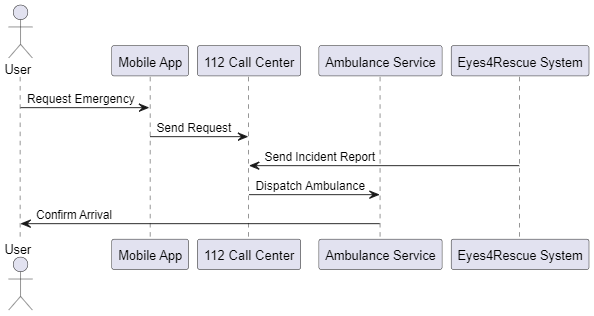 User
Mobile App
112 Call Center
Ambulance Service
Eyes4Rescue System
Request Emergency
Send Request
Send Incident Report
Dispatch Ambulance
Confirm Arrival
User
Mobile App
112 Call Center
Ambulance Service
Eyes4Rescue System